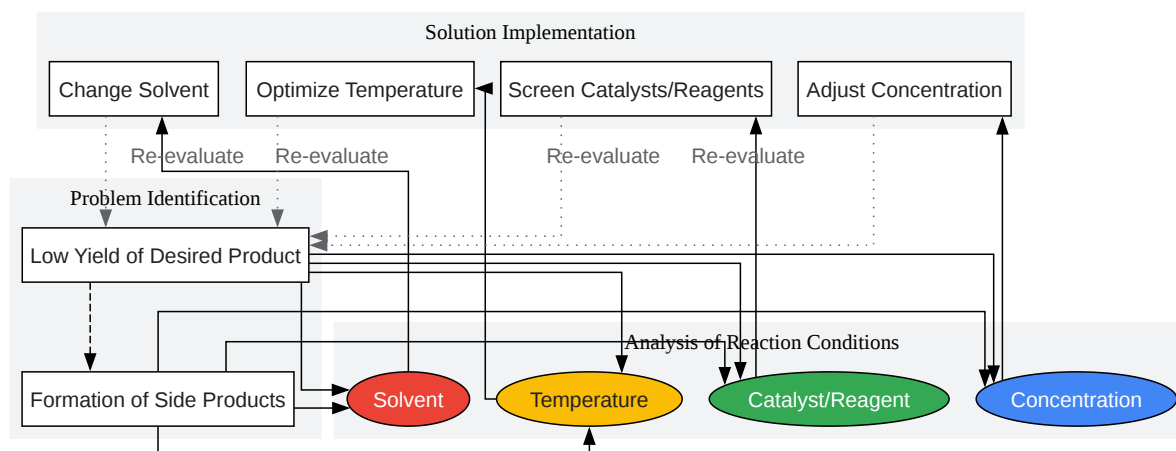 Solution Implementation
Change Solvent
Optimize Temperature
Screen Catalysts/Reagents
Adjust Concentration
Re-evaluate
Re-evaluate
Re-evaluate
Re-evaluate
Problem Identification
Low Yield of Desired Product
Analysis of Reaction Conditions
Formation of Side Products
Solvent
Temperature
Catalyst/Reagent
Concentration